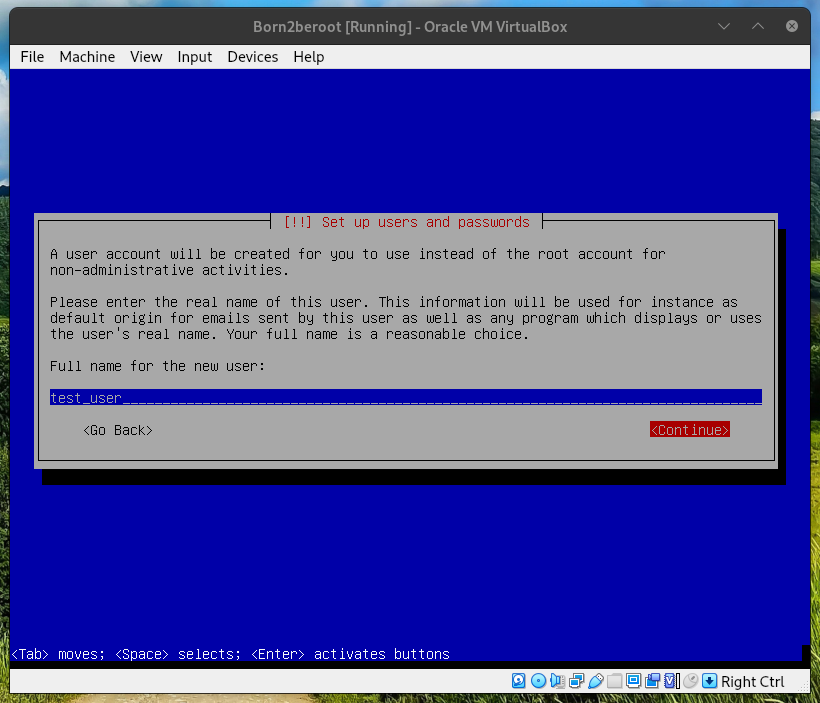 Born2beroot [Running] - Oracle VM VirtualBox
File Machine View Input Devices Help
[!!] Set up users and passwords
A user account will be created for you to use instead of the root account for
non-administrative activities.
Please enter the real name of this user. This information will be used for instance as
default origin for emails sent by this user as well as any program which displays or uses
the user's real name. Your full name is a reasonable choice.
Full name for the new user:
test_user
<Go Back> <Continue>
<Tab> moves; <Space> selects; <Enter> activates buttons
Right Ctrl